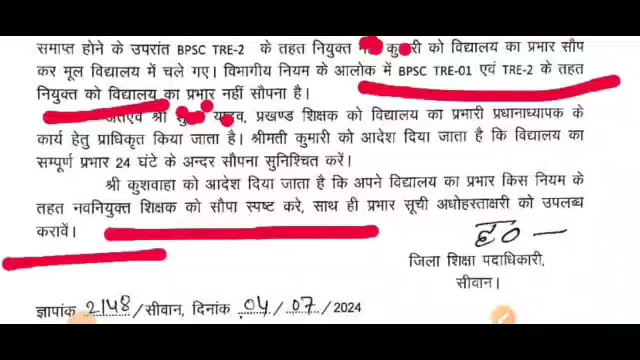 समाप्त होने के उपरांत BPSC TRE-2 के तहत नियुक्त कुमारी को विद्यालय का प्रभार सौप
कर मूल विद्यालय में चले गए। विभागीय नियम के आलोक में BPSC TRE-01 एवं TRE-2 के तहत
नियुक्त को विद्यालय का प्रभार नहीं सौपना है।
अतएव श्री यादव, प्रखण्ड शिक्षक को विद्यालय का प्रभारी प्रधानाध्यापक के
कार्य हेतु प्राधिकृत किया जाता है। श्रीमती कुमारी को आदेश दिया जाता है कि विद्यालय का
सम्पूर्ण प्रभार 24 घंटे के अन्दर सौपना सुनिश्चित करें।
श्री कुशवाहा को आदेश दिया जाता है कि अपने विद्यालय का प्रभार किस नियम के
तहत नवनियुक्त शिक्षक को सौपा स्पष्ट करे, साथ ही प्रभार सूची अधोहस्ताक्षरी को उपलब्ध
करावें।
ह0 —
जिला शिक्षा पदाधिकारी,
सीवान।
ज्ञापांक 2148/सीवान, दिनांक 04/07/2024